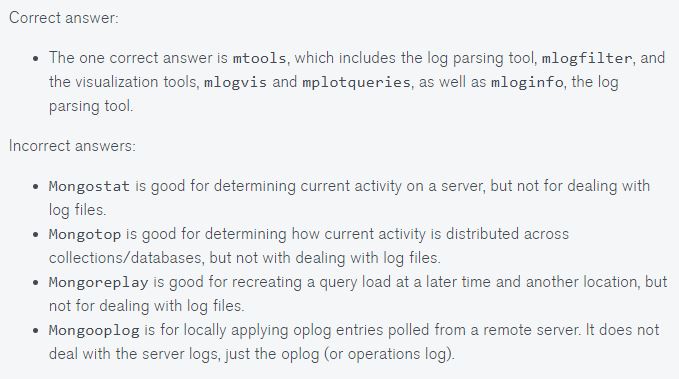 Correct answer:
• The one correct answer is mtools, which includes the log parsing tool, mlogfilter, and
the visualization tools, mlogvis and mplotqueries, as well as mloginfo, the log
parsing tool.
Incorrect answers:
• Mongostat is good for determining current activity on a server, but not for dealing with
log files.
• Mongotop is good for determining how current activity is distributed across
collections/databases, but not with dealing with log files.
• Mongoreplay is good for recreating a query load at a later time and another location, but
not for dealing with log files.
• Mongooplog is for locally applying oplog entries polled from a remote server. It does not
deal with the server logs, just the oplog (or operations log).